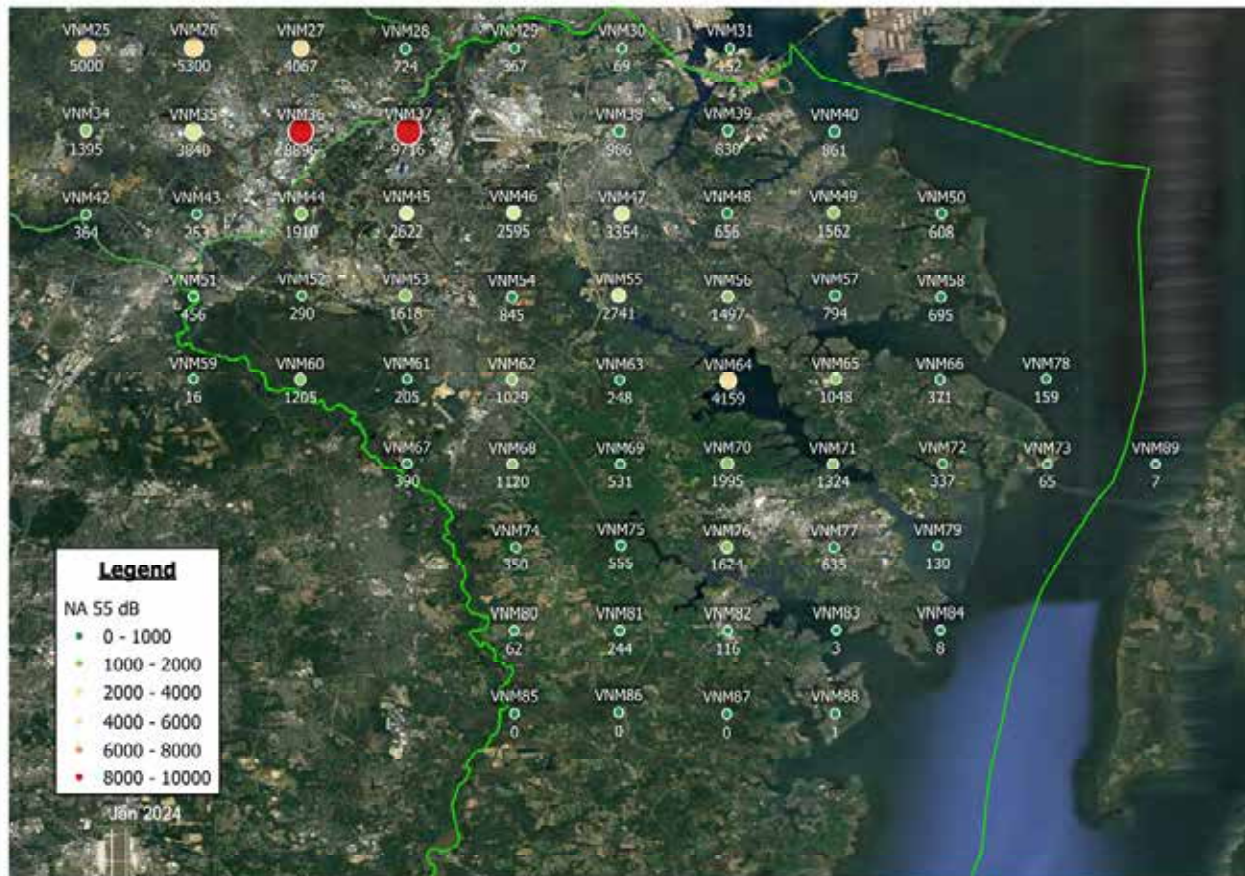 VNM25 VNM26 VNM27 VNM28 VNM29 VNM30 VNM31
5000 5300 4067 724 367 69 452
VNM34 VNM35 VNM36 VNM37 VNM38 VNM39 VNM40
1395 3840 9716 986 830 861
VNM42 VNM43 VNM44 VNM45 VNM46 VNM47 VNM48 VNM49 VNM50
364 1910 2622 2595 3354 656 1562 608
VNM51 VNM52 VNM53 VNM54 VNM55 VNM56 VNM57 VNM58
456 290 1618 845 2741 1497 794 695
VNM59 VNM60 VNM61 VNM62 VNM63 VNM64 VNM65 VNM66 VNM78
16 1205 205 1029 248 4159 1048 371 159
VNM67 VNM68 VNM69 VNM70 VNM71 VNM72 VNM73 VNM89
390 1120 531 1995 1324 337 65 7
VNM74 VNM75 VNM76 VNM77 VNM79
350 555 1624 635 130
VNM80 VNM81 VNM82 VNM83 VNM84
62 244 116 3 8
VNM85 VNM86 VNM87 VNM88
0 0 0 1
Legend
NA 55 dB
0 - 1000
1000 - 2000
2000 - 4000
4000 - 6000
6000 - 8000
8000 - 10000
Jan 2024